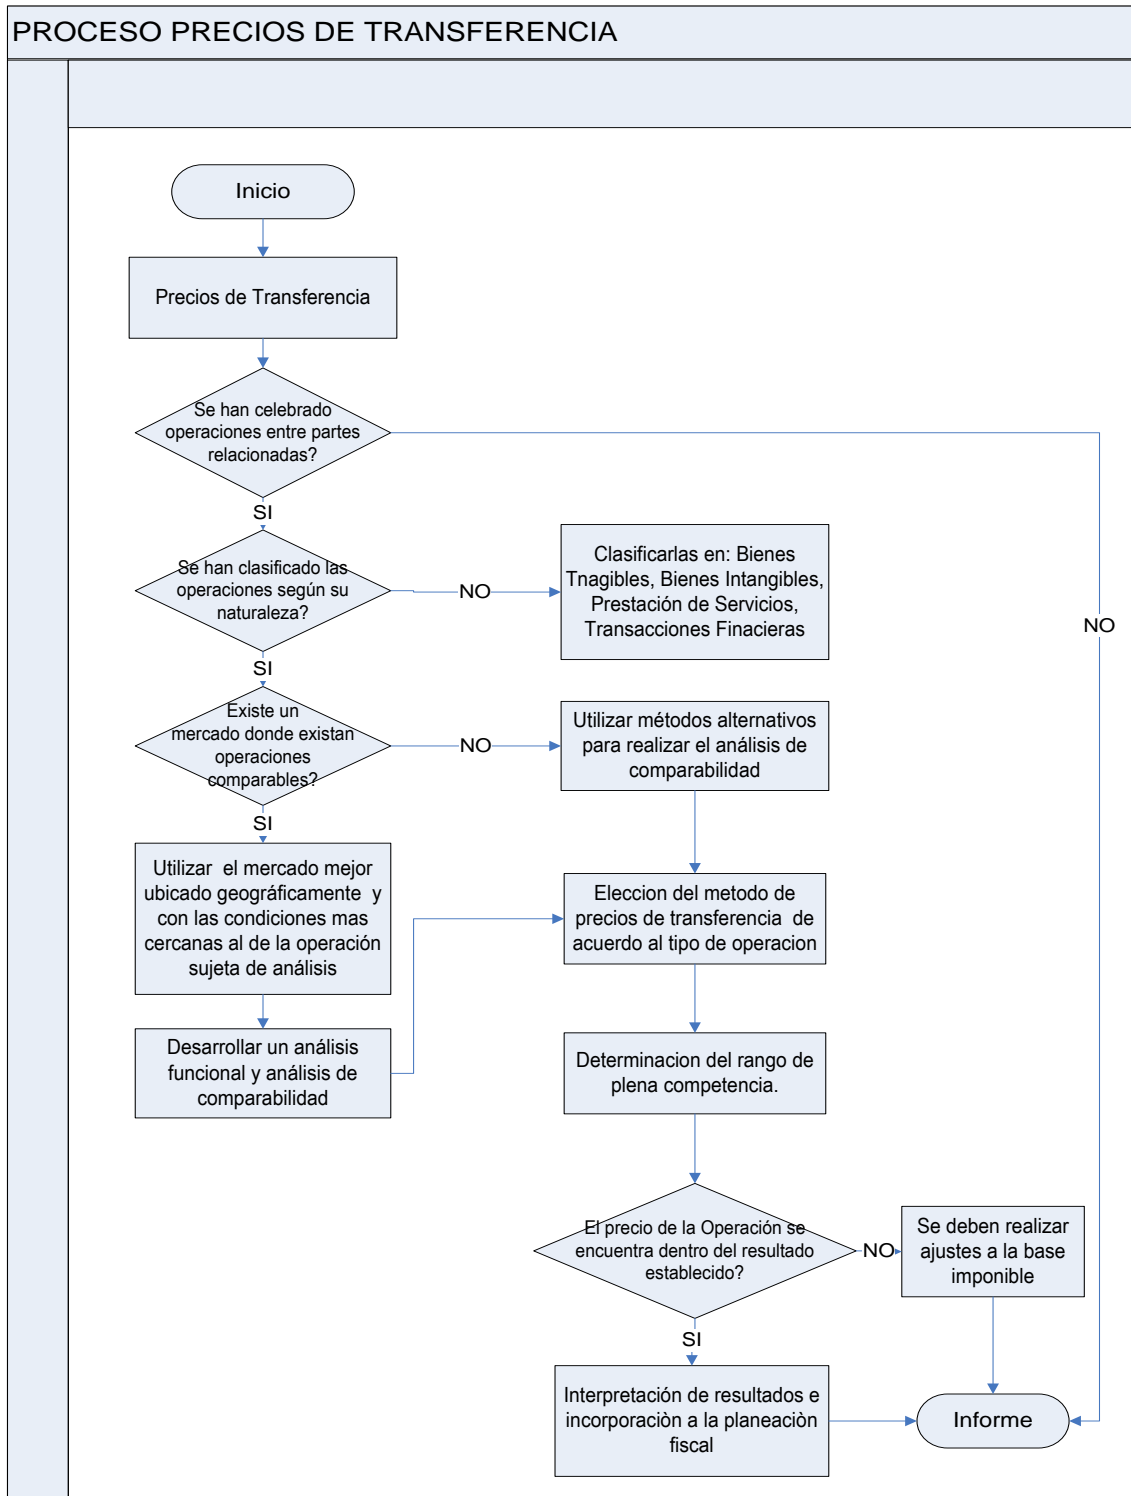 PROCESO PRECIOS DE TRANSFERENCIA
Inicio
Precios de Transferencia
Se han celebrado
operaciones entre partes
relacionadas?
SI
Se han clasificado las
operaciones según su
naturaleza?
NO
Clasificarlas en: Bienes
Tnagibles, Bienes Intangibles,
Prestación de Servicios,
Transacciones Finacieras
NO
SI
Existe un
mercado donde existan
operaciones
comparables?
NO
Utilizar métodos alternativos
para realizar el análisis de
comparabilidad
SI
Utilizar el mercado mejor
ubicado geográficamente y
con las condiciones mas
cercanas al de la operación
sujeta de análisis
Eleccion del metodo de
precios de transferencia de
acuerdo al tipo de operacion
Desarrollar un análisis
funcional y análisis de
comparabilidad
Determinacion del rango de
plena competencia.
El precio de la Operación se
encuentra dentro del resultado
establecido?
NO
Se deben realizar
ajustes a la base
imponible
SI
Interpretación de resultados e
incorporaciòn a la planeaciòn
fiscal
Informe